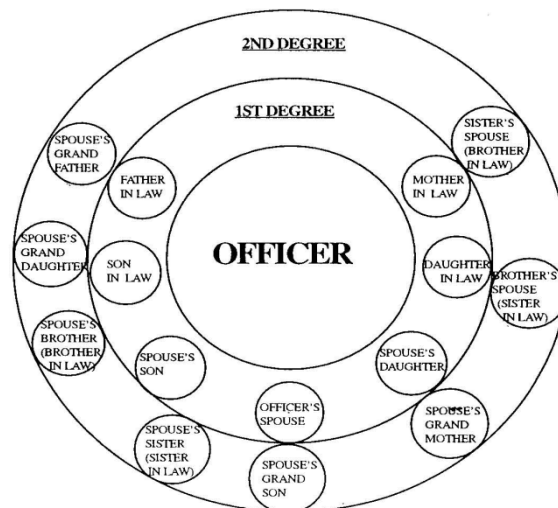 2ND DEGREE
1ST DEGREE
SPOUSE'S
GRAND
FATHER
FATHER
IN LAW
MOTHER
IN LAW
SISTER'S
SPOUSE
(BROTHER
IN LAW)
SPOUSE'S
GRAND
DAUGHTER
SON
IN LAW
OFFICER
DAUGHTER
IN LAW
BROTHER'S
SPOUSE
(SISTER
IN LAW)
SPOUSE'S
BROTHER
(BROTHER
IN LAW)
SPOUSE'S
SON
SPOUSE'S
DAUGHTER
OFFICER'S
SPOUSE
SPOUSE'S
SISTER
(SISTER
IN LAW)
SPOUSE'S
GRAND
SON
SPOUSE'S
GRAND
MOTHER